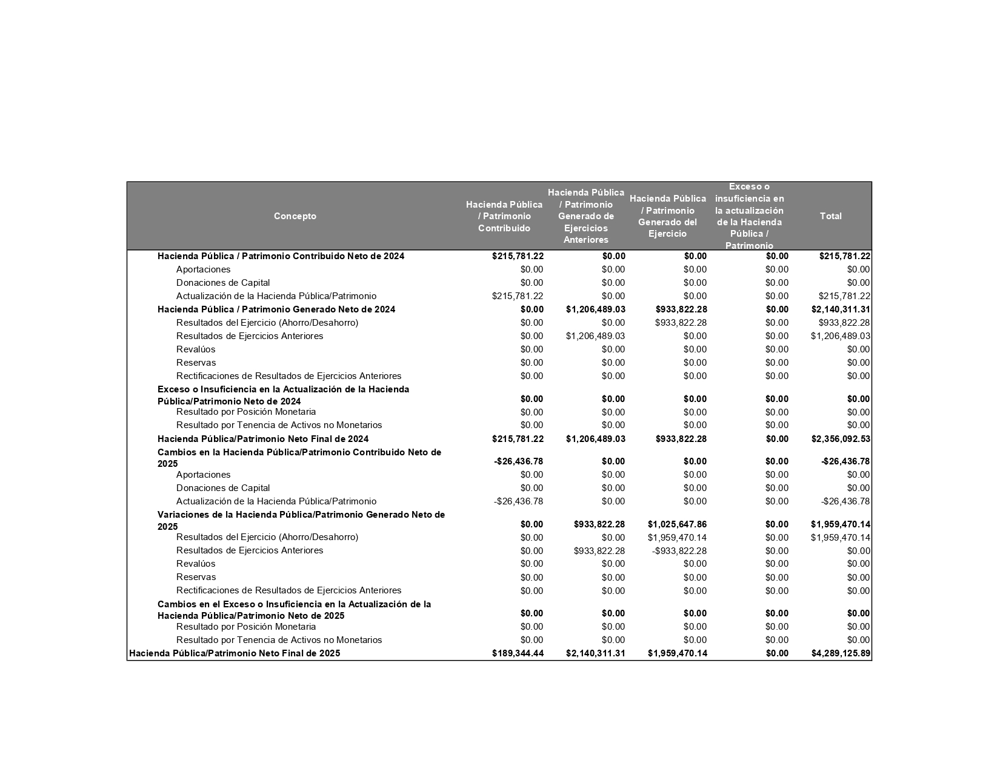 Concepto Hacienda Pública / Patrimonio Contribuido Hacienda Pública / Patrimonio Generado de Ejercicios Anteriores Hacienda Pública / Patrimonio Generado del Ejercicio Exceso o insuficiencia en la actualización de la Hacienda Pública / Patrimonio Total
Hacienda Pública / Patrimonio Contribuido Neto de 2024 $215,781.22 $0.00 $0.00 $0.00 $215,781.22
Aportaciones $0.00 $0.00 $0.00 $0.00 $0.00
Donaciones de Capital $0.00 $0.00 $0.00 $0.00 $0.00
Actualización de la Hacienda Pública/Patrimonio $215,781.22 $0.00 $0.00 $0.00 $215,781.22
Hacienda Pública / Patrimonio Generado Neto de 2024 $0.00 $1,206,489.03 $933,822.28 $0.00 $2,140,311.31
Resultados del Ejercicio (Ahorro/Desahorro) $0.00 $0.00 $933,822.28 $0.00 $933,822.28
Resultados de Ejercicios Anteriores $0.00 $1,206,489.03 $0.00 $0.00 $1,206,489.03
Revalúos $0.00 $0.00 $0.00 $0.00 $0.00
Reservas $0.00 $0.00 $0.00 $0.00 $0.00
Rectificaciones de Resultados de Ejercicios Anteriores $0.00 $0.00 $0.00 $0.00 $0.00
Exceso o Insuficiencia en la Actualización de la Hacienda
Pública/Patrimonio Neto de 2024 $0.00 $0.00 $0.00 $0.00 $0.00
Resultado por Posición Monetaria $0.00 $0.00 $0.00 $0.00 $0.00
Resultado por Tenencia de Activos no Monetarios $0.00 $0.00 $0.00 $0.00 $0.00
Hacienda Pública/Patrimonio Neto Final de 2024 $215,781.22 $1,206,489.03 $933,822.28 $0.00 $2,356,092.53
Cambios en la Hacienda Pública/Patrimonio Contribuido Neto de
2025 -$26,436.78 $0.00 $0.00 $0.00 -$26,436.78
Aportaciones $0.00 $0.00 $0.00 $0.00 $0.00
Donaciones de Capital $0.00 $0.00 $0.00 $0.00 $0.00
Actualización de la Hacienda Pública/Patrimonio -$26,436.78 $0.00 $0.00 $0.00 -$26,436.78
Variaciones de la Hacienda Pública/Patrimonio Generado Neto de
2025 $0.00 $933,822.28 $1,025,647.86 $0.00 $1,959,470.14
Resultados del Ejercicio (Ahorro/Desahorro) $0.00 $0.00 $1,959,470.14 $0.00 $1,959,470.14
Resultados de Ejercicios Anteriores $0.00 $933,822.28 -$933,822.28 $0.00 $0.00
Revalúos $0.00 $0.00 $0.00 $0.00 $0.00
Reservas $0.00 $0.00 $0.00 $0.00 $0.00
Rectificaciones de Resultados de Ejercicios Anteriores $0.00 $0.00 $0.00 $0.00 $0.00
Cambios en el Exceso o Insuficiencia en la Actualización de la
Hacienda Pública/Patrimonio Neto de 2025 $0.00 $0.00 $0.00 $0.00 $0.00
Resultado por Posición Monetaria $0.00 $0.00 $0.00 $0.00 $0.00
Resultado por Tenencia de Activos no Monetarios $0.00 $0.00 $0.00 $0.00 $0.00
Hacienda Pública/Patrimonio Neto Final de 2025 $189,344.44 $2,140,311.31 $1,959,470.14 $0.00 $4,289,125.89